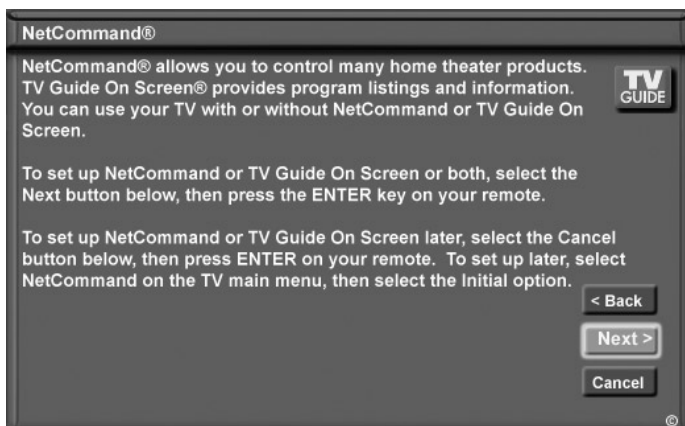 NetCommand®
NetCommand® allows you to control many home theater products.
TV Guide On Screen® provides program listings and information.
You can use your TV with or without NetCommand or TV Guide On
Screen.
TV
GUIDE
To set up NetCommand or TV Guide On Screen or both, select the
Next button below, then press the ENTER key on your remote.
To set up NetCommand or TV Guide On Screen later, select the Cancel
button below, then press ENTER on your remote.  To set up later, select
NetCommand on the TV main menu, then select the Initial option.
< Back
Next >
Cancel
©